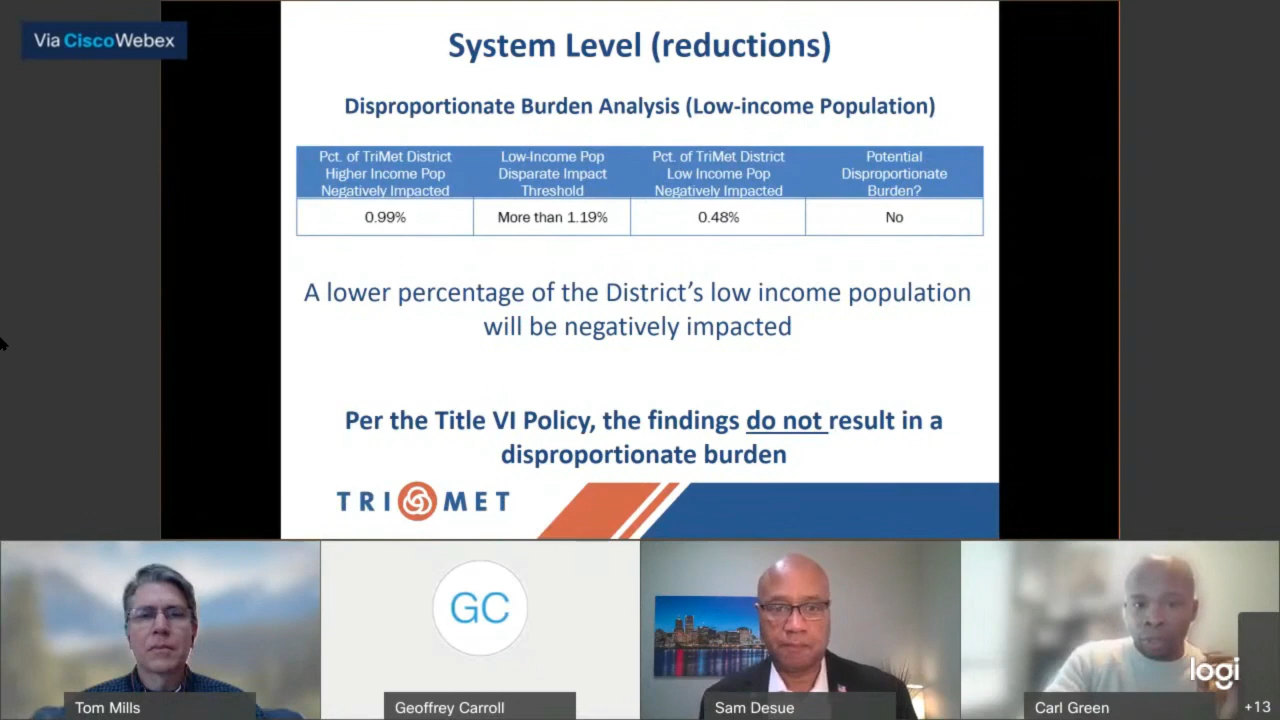 Via CiscoWebex
System Level (reductions)
Disproportionate Burden Analysis (Low-income Population)
Pct. of TriMet District
Higher Income Pop
Negatively Impacted
Low-Income Pop
Disparate Impact
Threshold
Pct. of TriMet District
Low Income Pop
Negatively Impacted
Potential
Disproportionate
Burden?
0.99%
More than 1.19%
0.48%
No
A lower percentage of the District’s low income population
will be negatively impacted
Per the Title VI Policy, the findings do not result in a
disproportionate burden
TRI MET
GC
logi
Tom Mills
Geoffrey Carroll
Sam Desue
Carl Green
+13